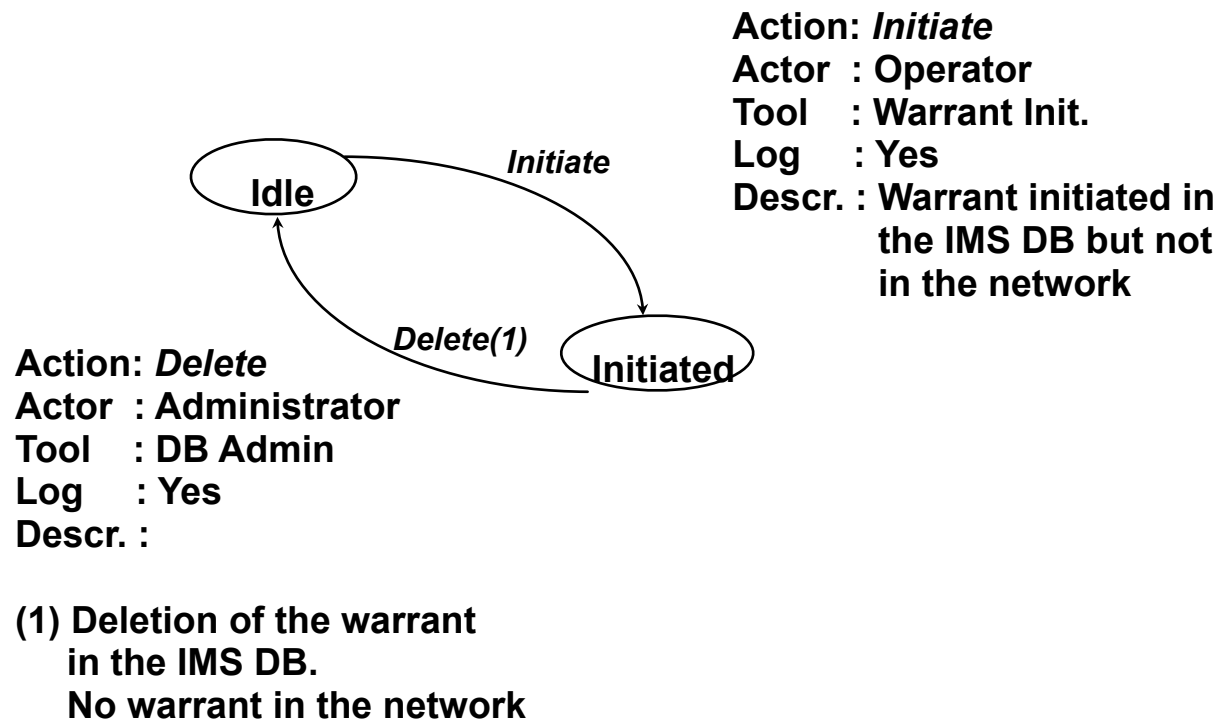 Action: Initiate
Actor : Operator
Tool : Warrant Init.
Log : Yes
Descr. : Warrant initiated in
the IMS DB but not
in the network
Initiate
Idle
Delete(1)
Initiated
Action: Delete
Actor : Administrator
Tool : DB Admin
Log : Yes
Descr. :
(1) Deletion of the warrant
in the IMS DB.
No warrant in the network